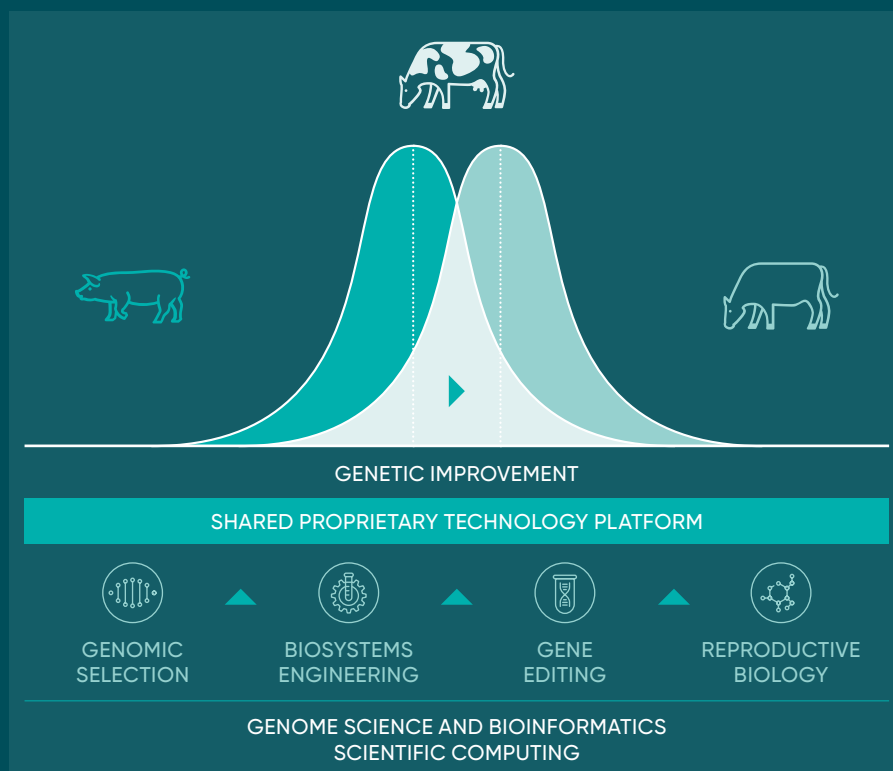 GENETIC IMPROVEMENT
SHARED PROPRIETARY TECHNOLOGY PLATFORM
GENOMIC
SELECTION
BIOSYSTEMS
ENGINEERING
GENE
EDITING
REPRODUCTIVE
BIOLOGY
GENOME SCIENCE AND BIOINFORMATICS
SCIENTIFIC COMPUTING